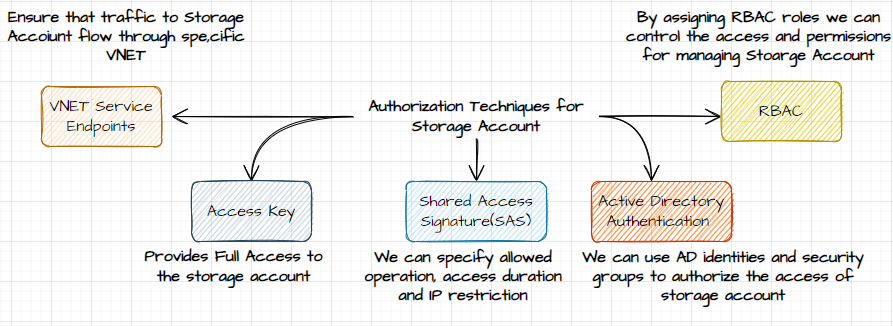 Ensure that traffic to Storage
Accoiunt flow through spe,cific
VNET
By assigning RBAC roles we can
control the access and permissions
for managing Stoarge Account
VNET Service
Endpoints
Authorization Techniques for
Storage Account
RBAC
Access Key
Shared Access
Signature(SAS)
Active Directory
Authentication
Provides Full Access to
the storage account
We can specify allowed
operation, access duration
and IP restriction
We can use AD identities and security
groups to authorize the access of
storage account